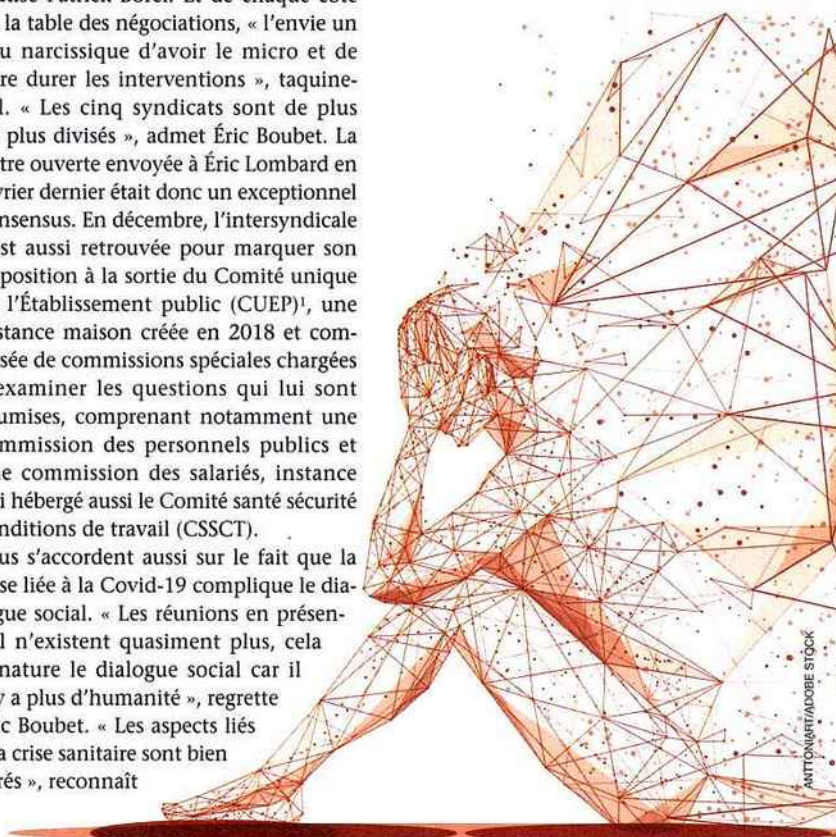 Et de chaque côté
la table des négociations, « l'envie un
u narcissique d'avoir le micro et de
re durer les interventions », taquine-
l. « Les cinq syndicats sont de plus
plus divisés », admet Éric Boubet. La
tre ouverte envoyée à Éric Lombard en
vrier dernier était donc un exceptionnel
nsensus. En décembre, l'intersyndicale
est aussi retrouvée pour marquer son
position à la sortie du Comité unique
l'Établissement public (CUEP)¹, une
stance maison créée en 2018 et com-
sée de commissions spéciales chargées
examiner les questions qui lui sont
umises, comprenant notamment une
mmission des personnels publics et
e commission des salariés, instance
i hébergé aussi le Comité santé sécurité
nditions de travail (CSSCT).
us s'accordent aussi sur le fait que la
se liée à la Covid-19 complique le dia-
gue social. « Les réunions en présen-
l n'existent quasiment plus, cela
nature le dialogue social car il
y a plus d'humanité », regrette
c Boubet. « Les aspects liés
a crise sanitaire sont bien
rés », reconnaît
ANTTONIART/ADOBE STOCK